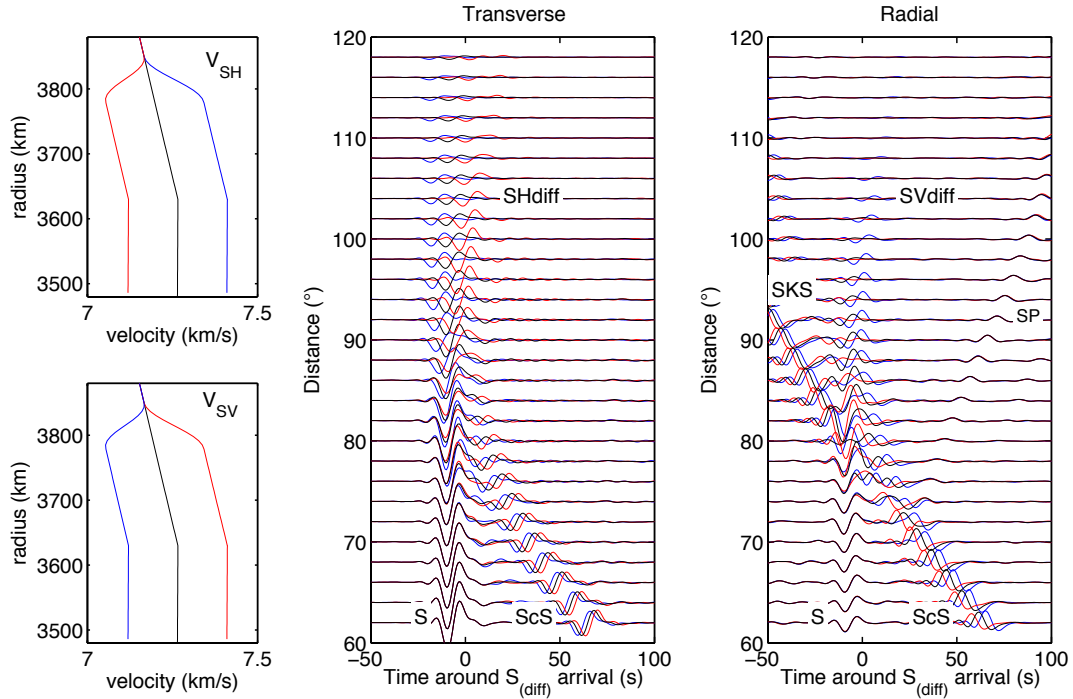 V_SH
3800
3700
3600
3500
radius (km)
7
7.5
velocity (km/s)
V_SV
3800
3700
3600
3500
radius (km)
7
7.5
velocity (km/s)
Transverse
120
110
100
90
80
70
60
Distance (°)
SHdiff
S
ScS
−50
0
50
100
Time around S_(diff) arrival (s)
Radial
120
110
100
90
80
70
60
Distance (°)
SVdiff
SKS
SP
S
ScS
−50
0
50
100
Time around S_(diff) arrival (s)